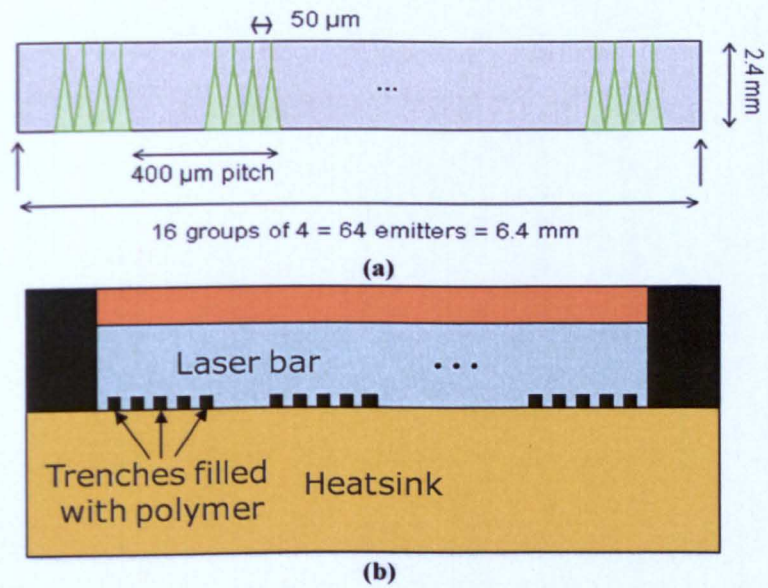 50 µm
...
2.4 mm
400 µm pitch
16 groups of 4 = 64 emitters = 6.4 mm
(a)
Laser bar
...
Trenches filled
with polymer
Heatsink
(b)